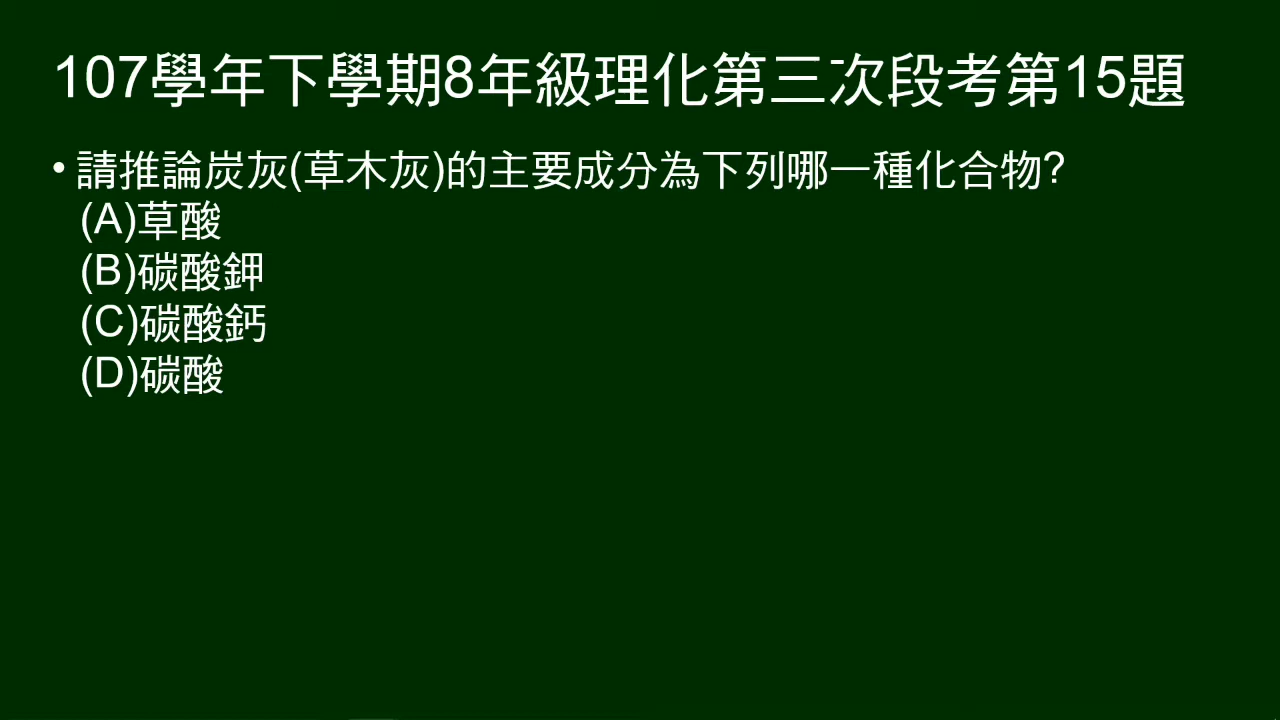 107學年下學期8年級理化第三次段考第15題
•請推論炭灰(草木灰)的主要成分為下列哪一種化合物?
(A)草酸
(B)碳酸鉀
(C)碳酸鈣
(D)碳酸